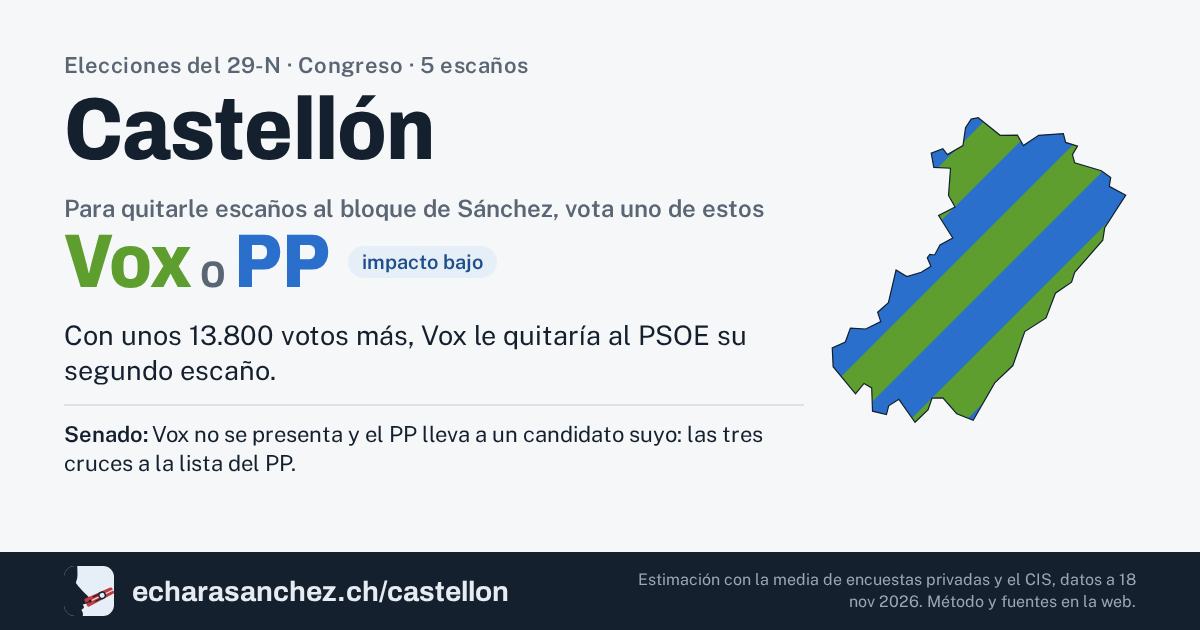 Elecciones del 29-N · Congreso · 5 escaños
Castellón
Para quitarle escaños al bloque de Sánchez, vota uno de estos
Vox o PP impacto bajo
Con unos 13.800 votos más, Vox le quitaría al PSOE su
segundo escaño.
Senado: Vox no se presenta y el PP lleva a un candidato suyo: las tres
cruces a la lista del PP.
echarasanchez.ch/castellon
Estimación con la media de encuestas privadas y el CIS, datos a 18
nov 2026. Método y fuentes en la web.